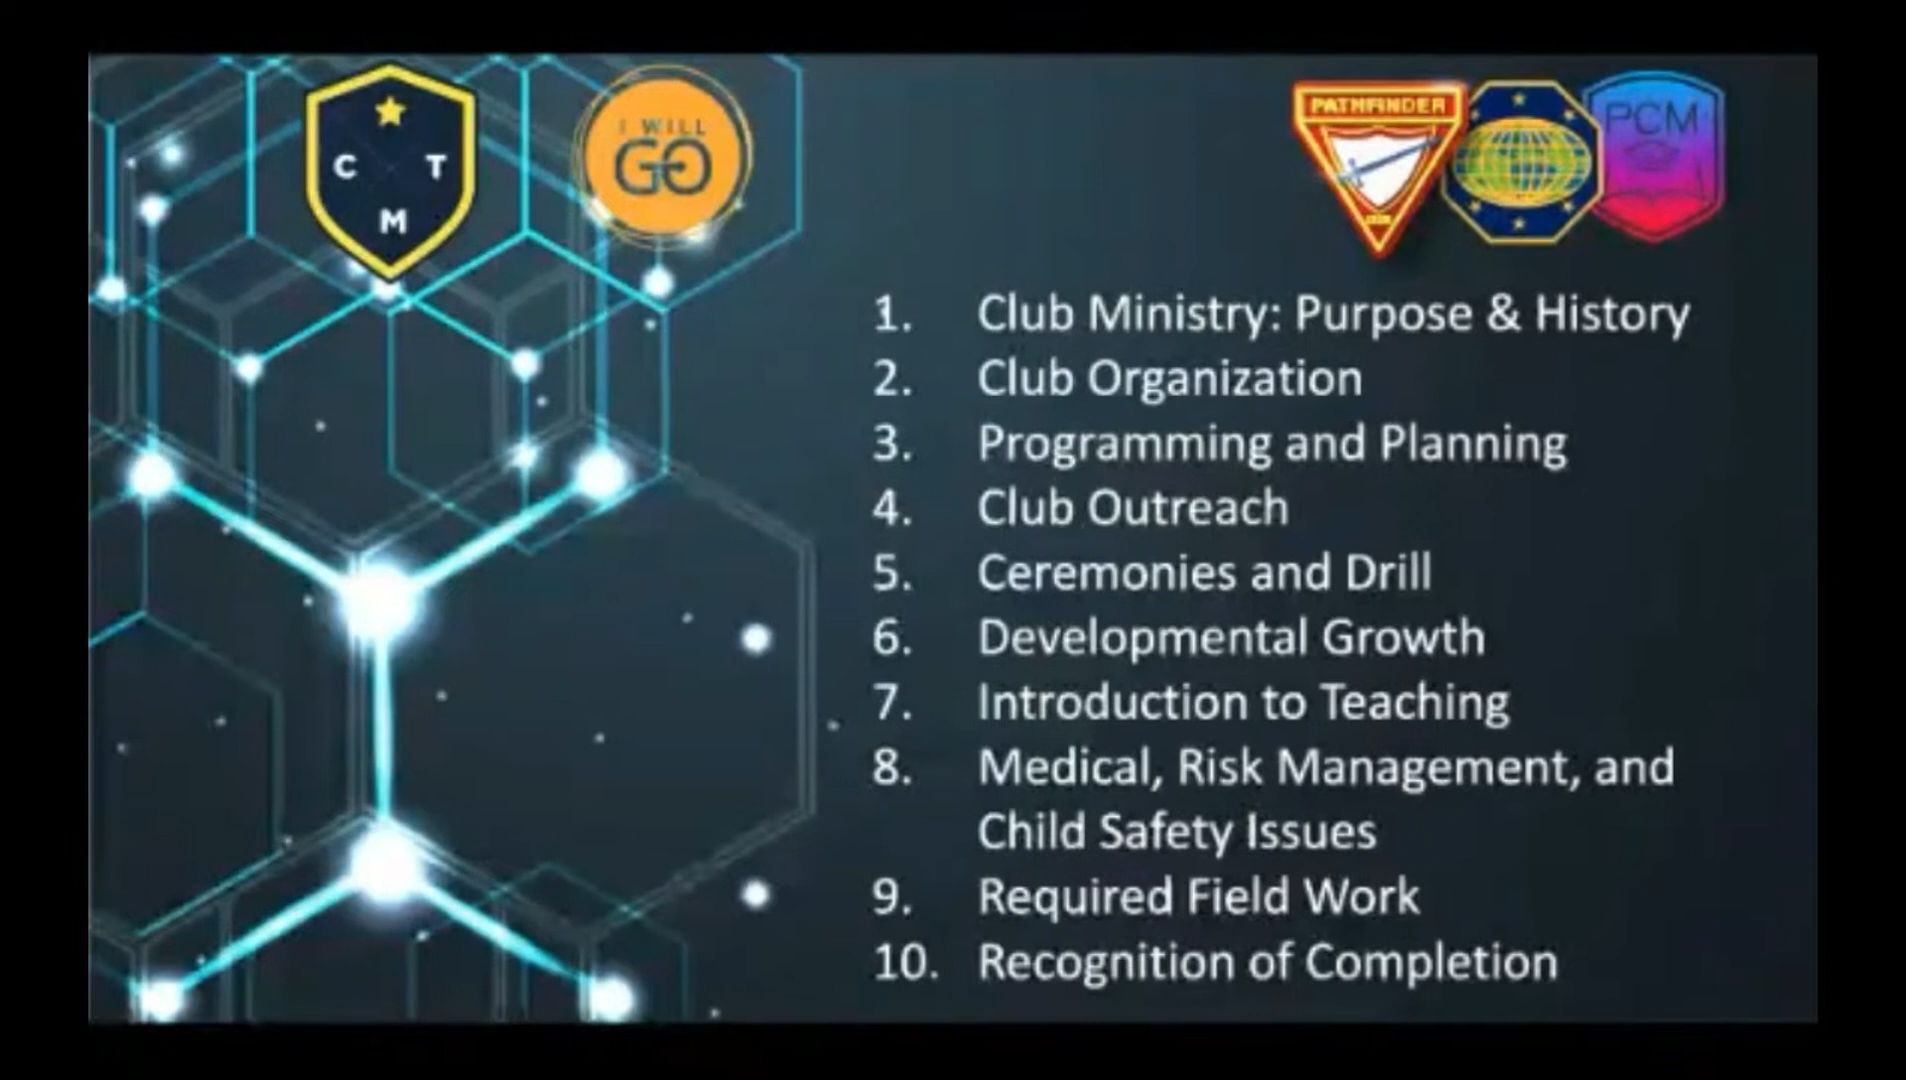 C T
M
I WILL
GO
PATHFINDER
PCM
1. Club Ministry: Purpose & History
2. Club Organization
3. Programming and Planning
4. Club Outreach
5. Ceremonies and Drill
6. Developmental Growth
7. Introduction to Teaching
8. Medical, Risk Management, and
Child Safety Issues
9. Required Field Work
10. Recognition of Completion